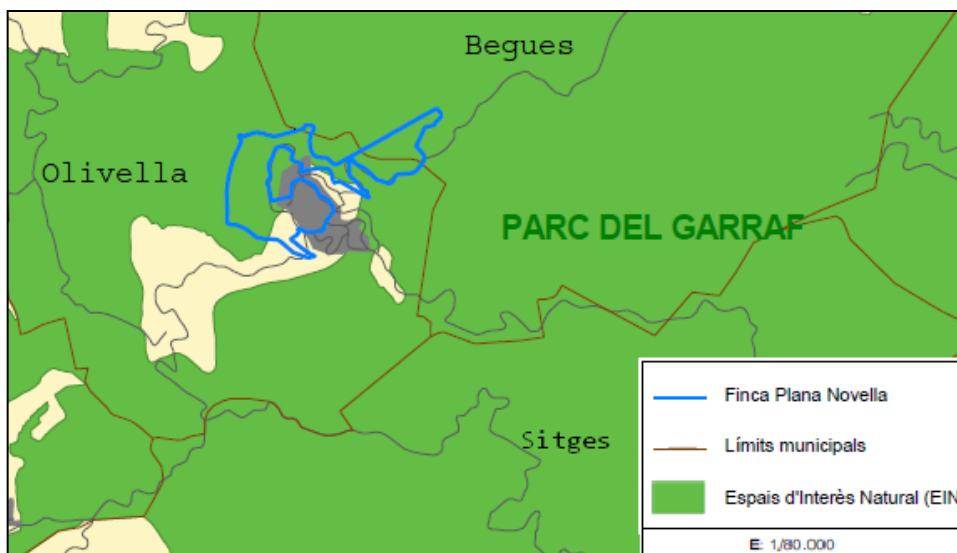 Begues
Olivella
PARC DEL GARRAF
Sitges
Finca Plana Novella
Límits municipals
Espais d'Interès Natural (EIN
E: 1/80.000